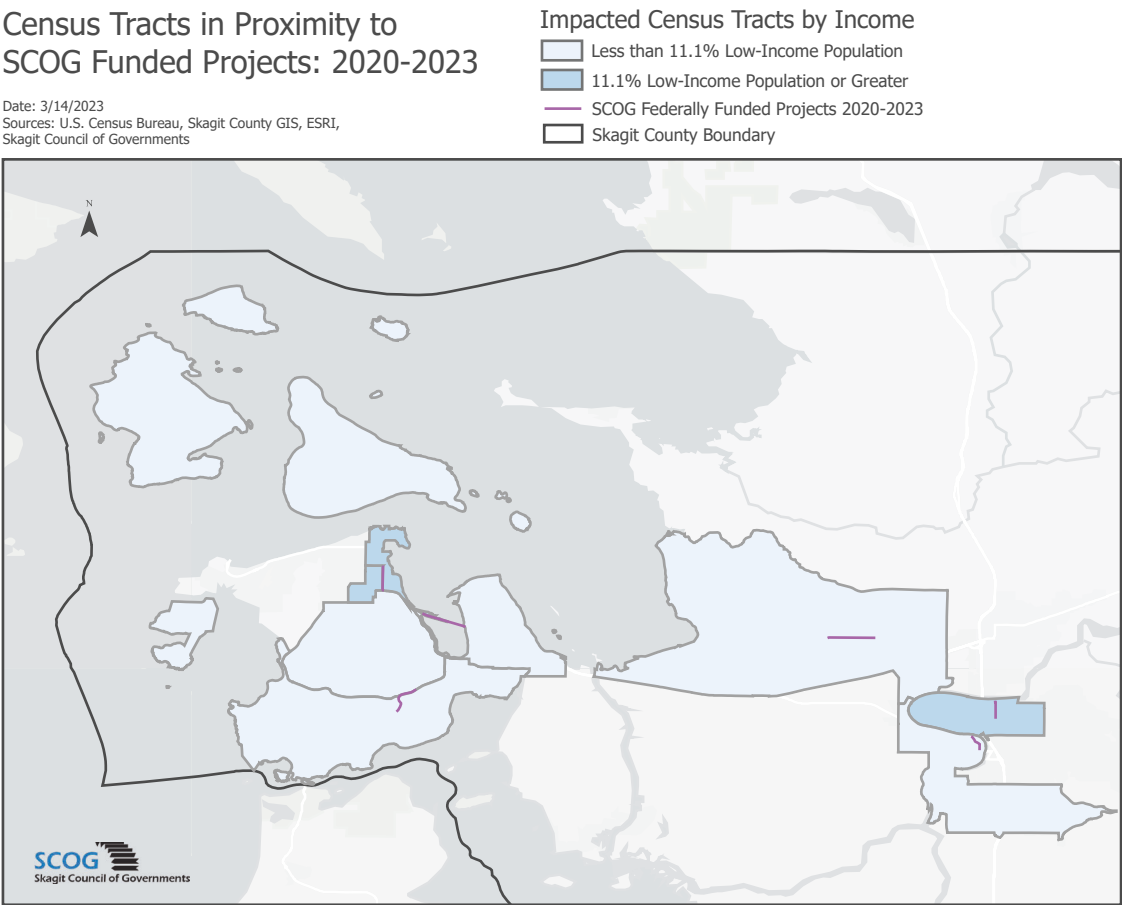 Census Tracts in Proximity to
SCOG Funded Projects: 2020-2023
Date: 3/14/2023
Sources: U.S. Census Bureau, Skagit County GIS, ESRI,
Skagit Council of Governments
Impacted Census Tracts by Income
Less than 11.1% Low-Income Population
11.1% Low-Income Population or Greater
SCOG Federally Funded Projects 2020-2023
Skagit County Boundary
N
SCOG
Skagit Council of Governments